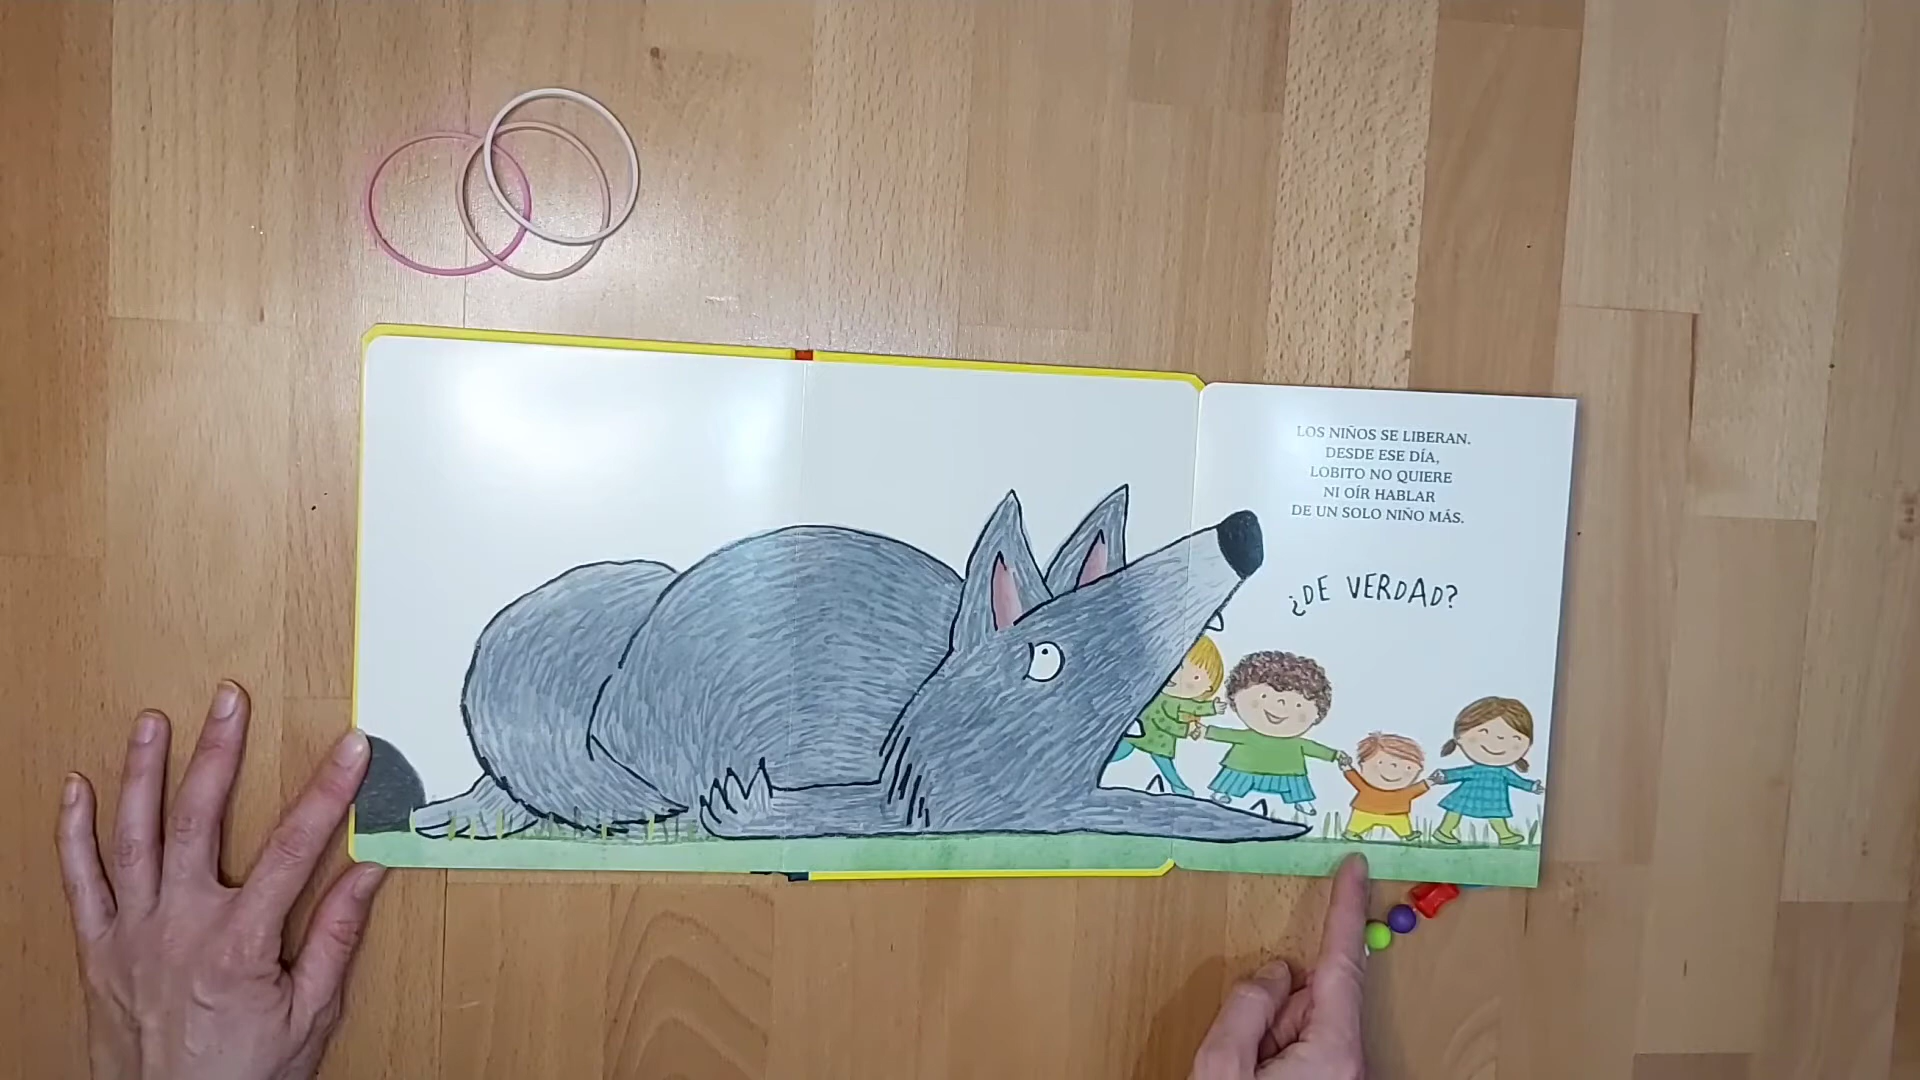 LOS NIÑOS SE LIBERAN.
DESDE ESE DÍA,
LOBITO NO QUIERE
NI OÍR HABLAR
DE UN SOLO NIÑO MÁS.
¿DE VERDAD?